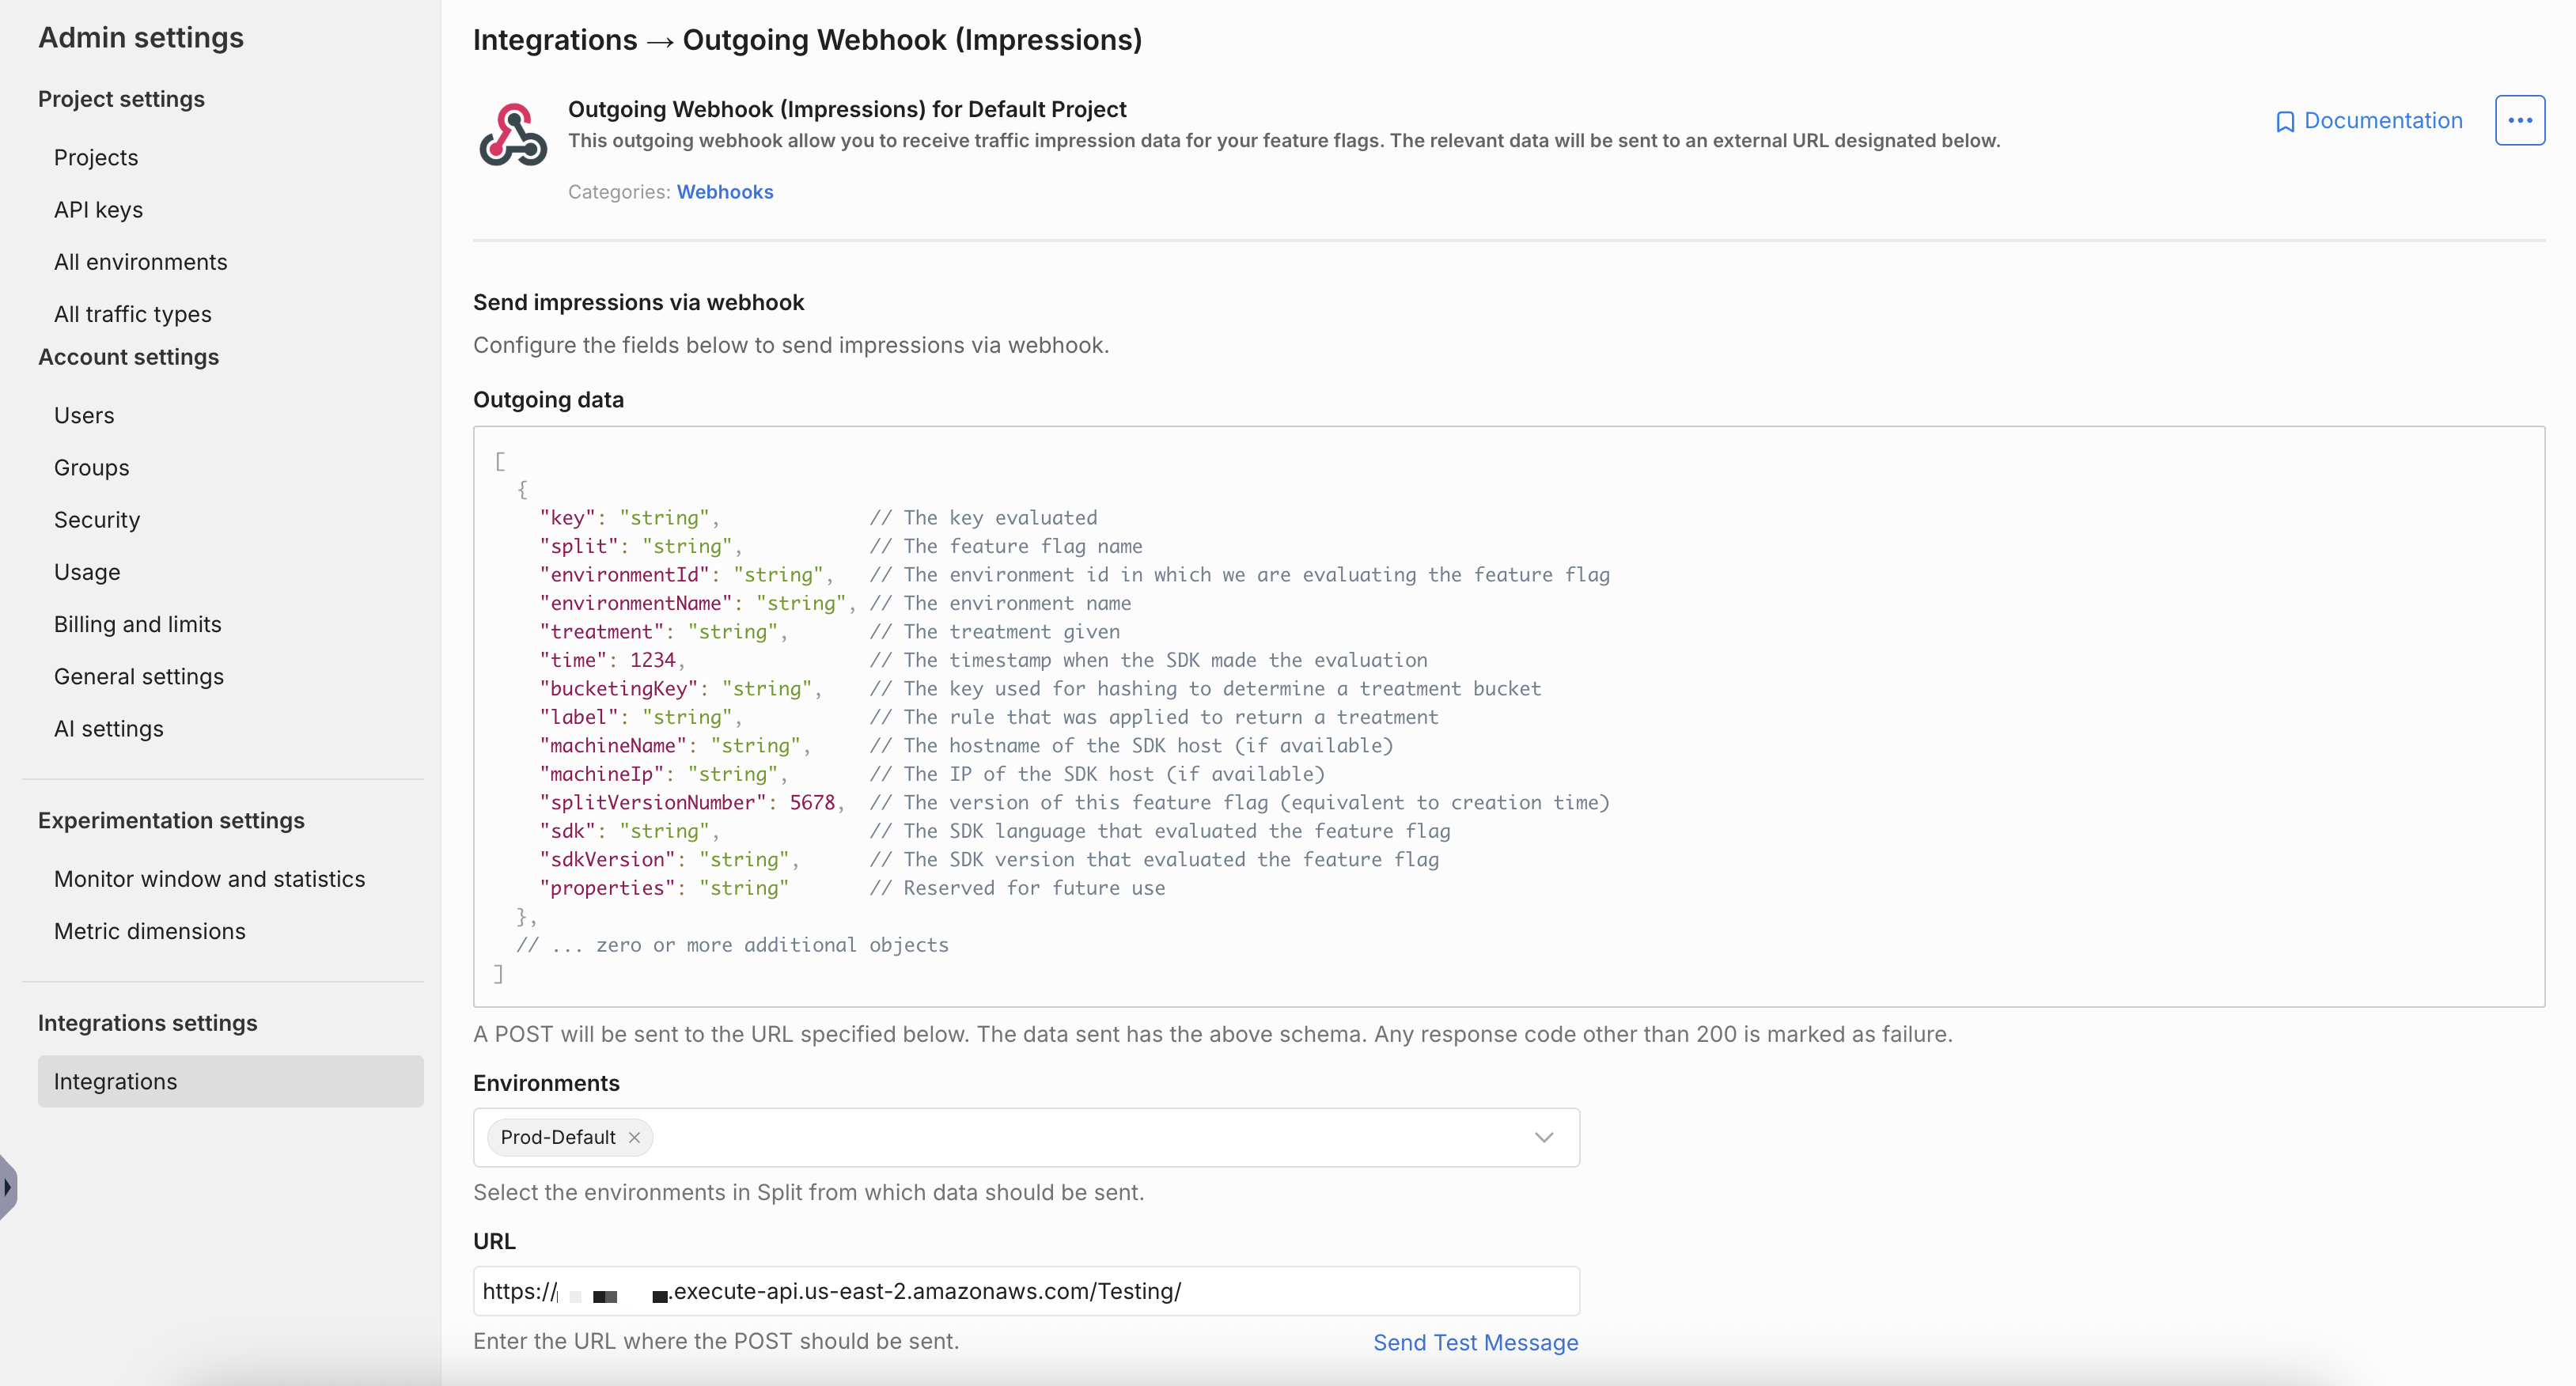 Admin settings
Project settings
Projects
API keys
All environments
All traffic types
Account settings
Users
Groups
Security
Usage
Billing and limits
General settings
AI settings
Experimentation settings
Monitor window and statistics
Metric dimensions
Integrations settings
Integrations
Integrations → Outgoing Webhook (Impressions)
Outgoing Webhook (Impressions) for Default Project
This outgoing webhook allow you to receive traffic impression data for your feature flags. The relevant data will be sent to an external URL designated below.
Categories: Webhooks
Documentation
Send impressions via webhook
Configure the fields below to send impressions via webhook.
Outgoing data
[
  {
    "key": "string",             // The key evaluated
    "split": "string",           // The feature flag name
    "environmentId": "string",   // The environment id in which we are evaluating the feature flag
    "environmentName": "string", // The environment name
    "treatment": "string",       // The treatment given
    "time": 1234,                // The timestamp when the SDK made the evaluation
    "bucketingKey": "string",    // The key used for hashing to determine a treatment bucket
    "label": "string",           // The rule that was applied to return a treatment
    "machineName": "string",     // The hostname of the SDK host (if available)
    "machineIp": "string",       // The IP of the SDK host (if available)
    "splitVersionNumber": 5678,  // The version of this feature flag (equivalent to creation time)
    "sdk": "string",             // The SDK language that evaluated the feature flag
    "sdkVersion": "string",      // The SDK version that evaluated the feature flag
    "properties": "string"       // Reserved for future use
  },
  // ... zero or more additional objects
]
A POST will be sent to the URL specified below. The data sent has the above schema. Any response code other than 200 is marked as failure.
Environments
Prod-Default ×
Select the environments in Split from which data should be sent.
URL
https:// .execute-api.us-east-2.amazonaws.com/Testing/
Enter the URL where the POST should be sent.
Send Test Message